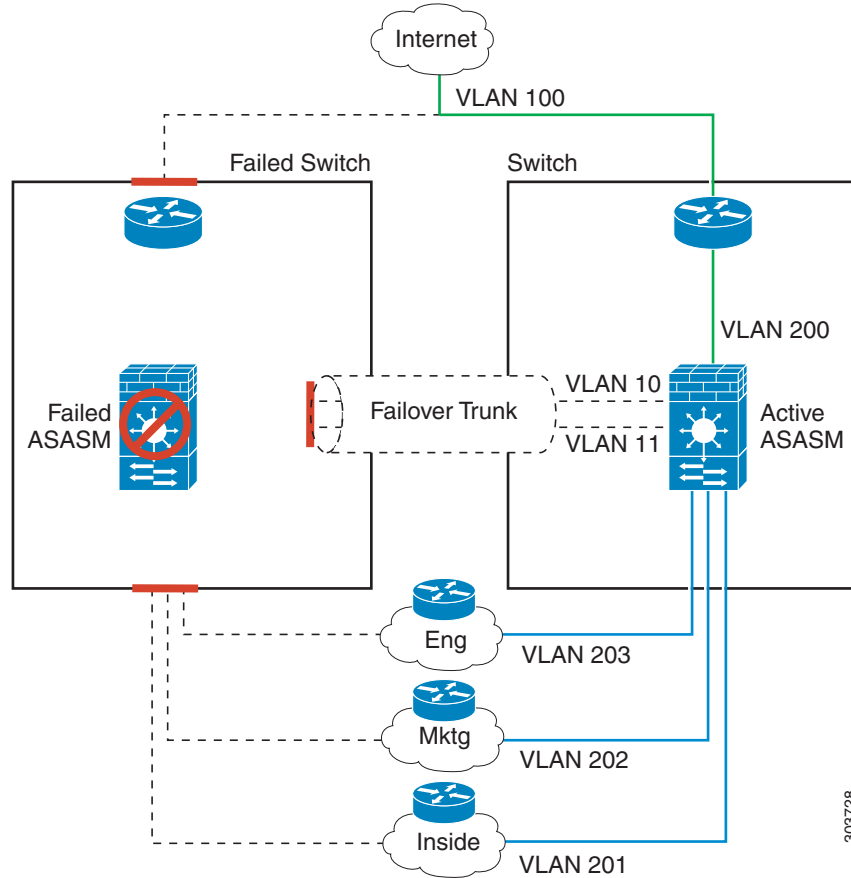 Internet
VLAN 100
Failed Switch
Switch
VLAN 200
Failed
ASASM
Failover Trunk
VLAN 10
VLAN 11
Active
ASASM
Eng
VLAN 203
Mktg
VLAN 202
Inside
VLAN 201
303728